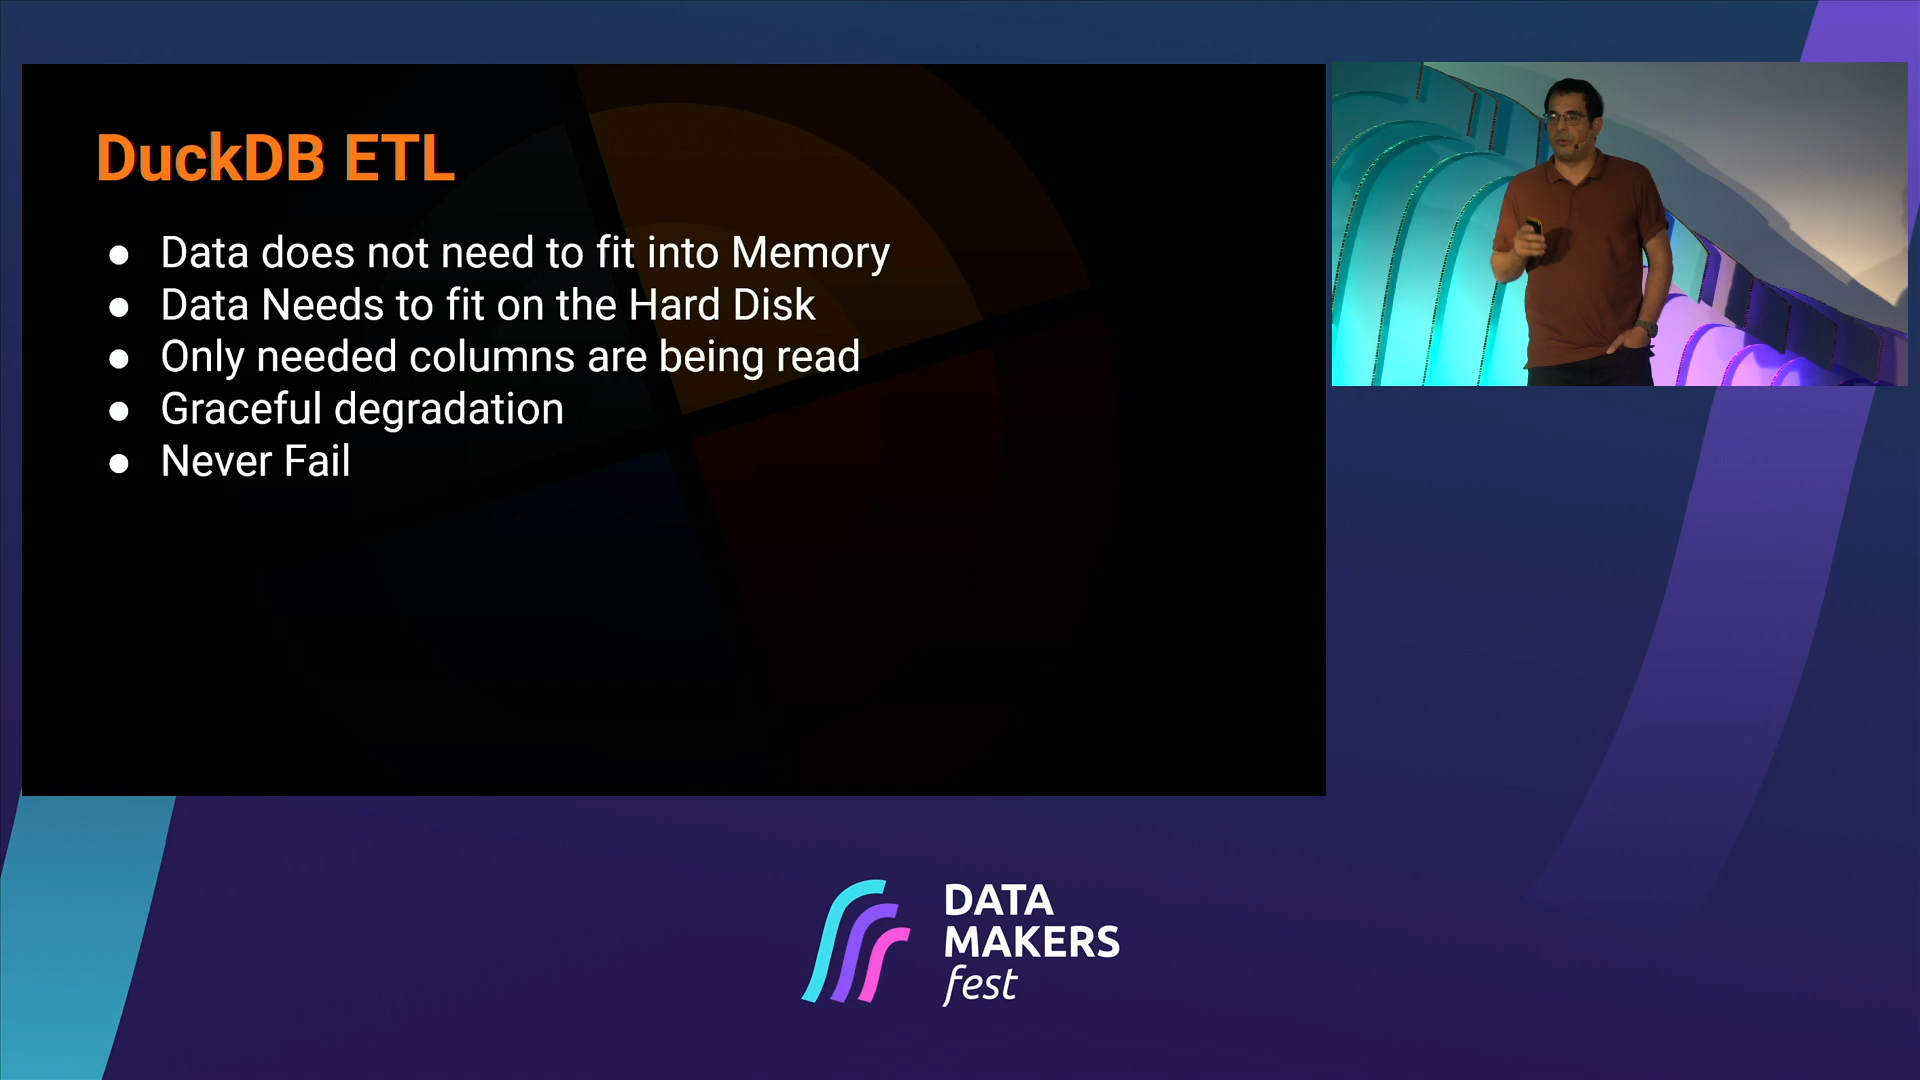 DuckDB ETL
● Data does not need to fit into Memory
● Data Needs to fit on the Hard Disk
● Only needed columns are being read
● Graceful degradation
● Never Fail
DATA
MAKERS
fest